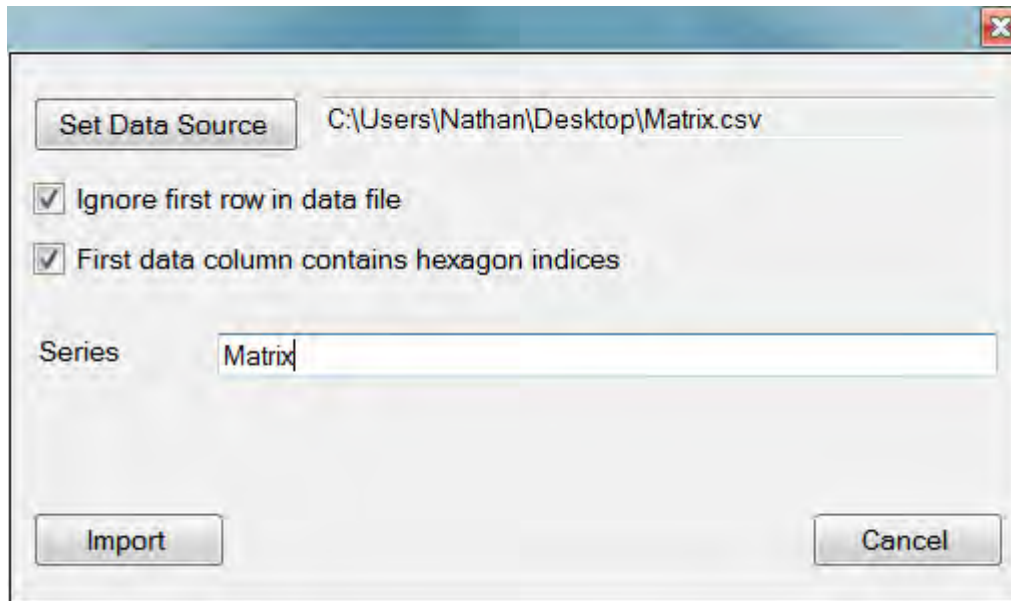 Set Data Source C:\Users\Nathan\Desktop\Matrix.csv
Ignore first row in data file
First data column contains hexagon indices
Series Matrix
Import Cancel